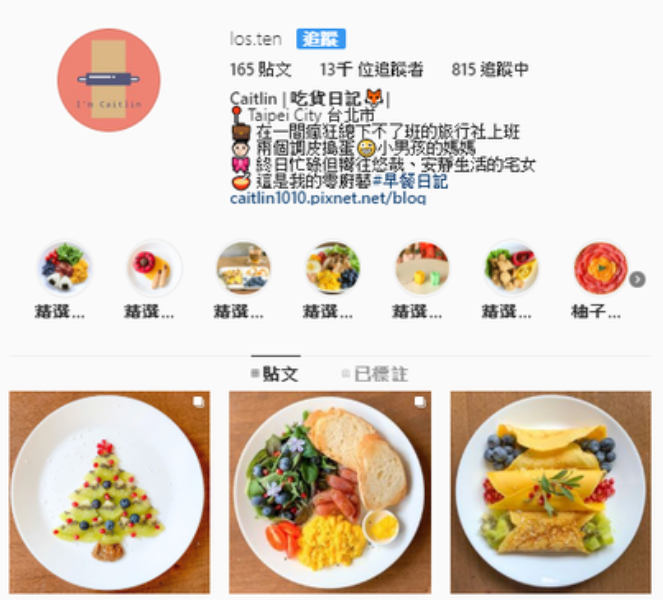 los.ten 追蹤
165 貼文 13千 位追蹤者 815 追蹤中
Caitlin | 吃貨日記🦊|
📍Taipei City 台北市
💼 在一間瘋狂總下不了班的旅行社上班
👦 兩個調皮搗蛋😜小男孩的媽媽
🎀 終日忙碌但嚮往悠哉、安靜生活的宅女
🍲 這是我的零廚藝#早餐日記
caitlin1010.pixnet.net/blog
I'm Caitlin
精選... 精選... 精選... 精選... 精選... 精選... 柚子...
貼文 已標註